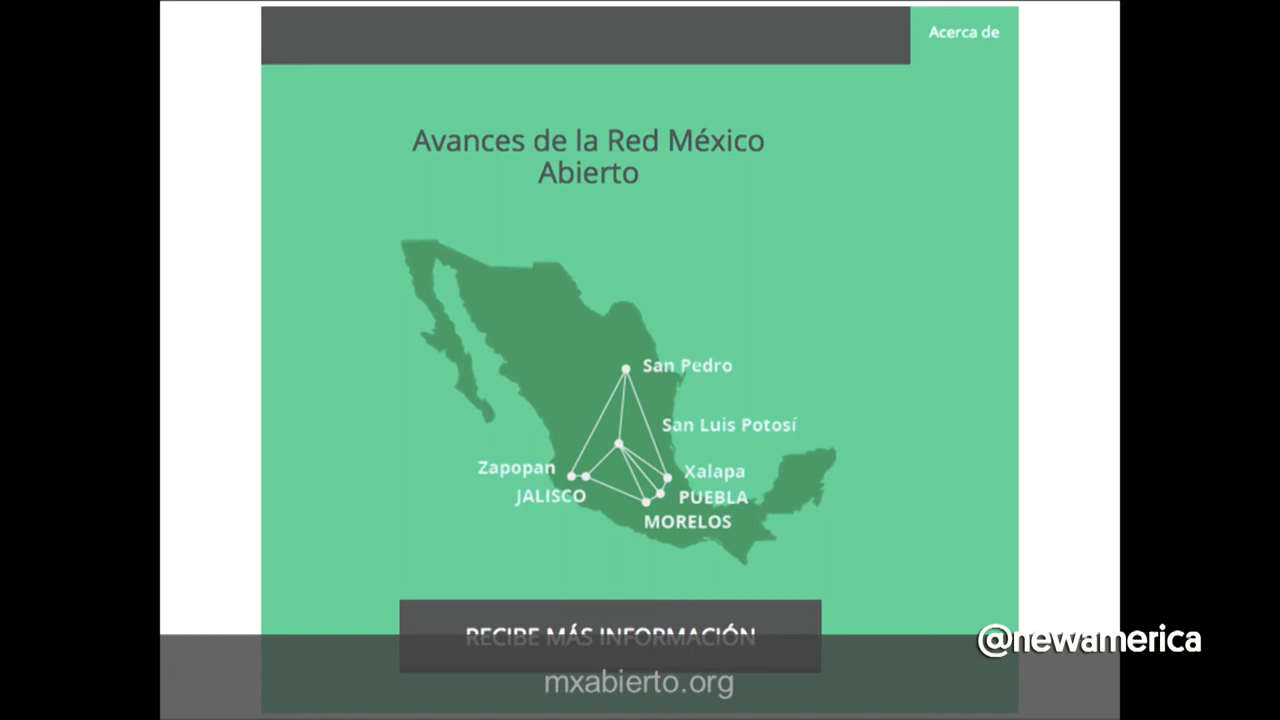 Acerca de
Avances de la Red México
Abierto
San Pedro
San Luis Potosí
Zapopan
Xalapa
JALISCO
PUEBLA
MORELOS
RECIBE MÁS INFORMACIÓN
@newamerica
mxabierto.org